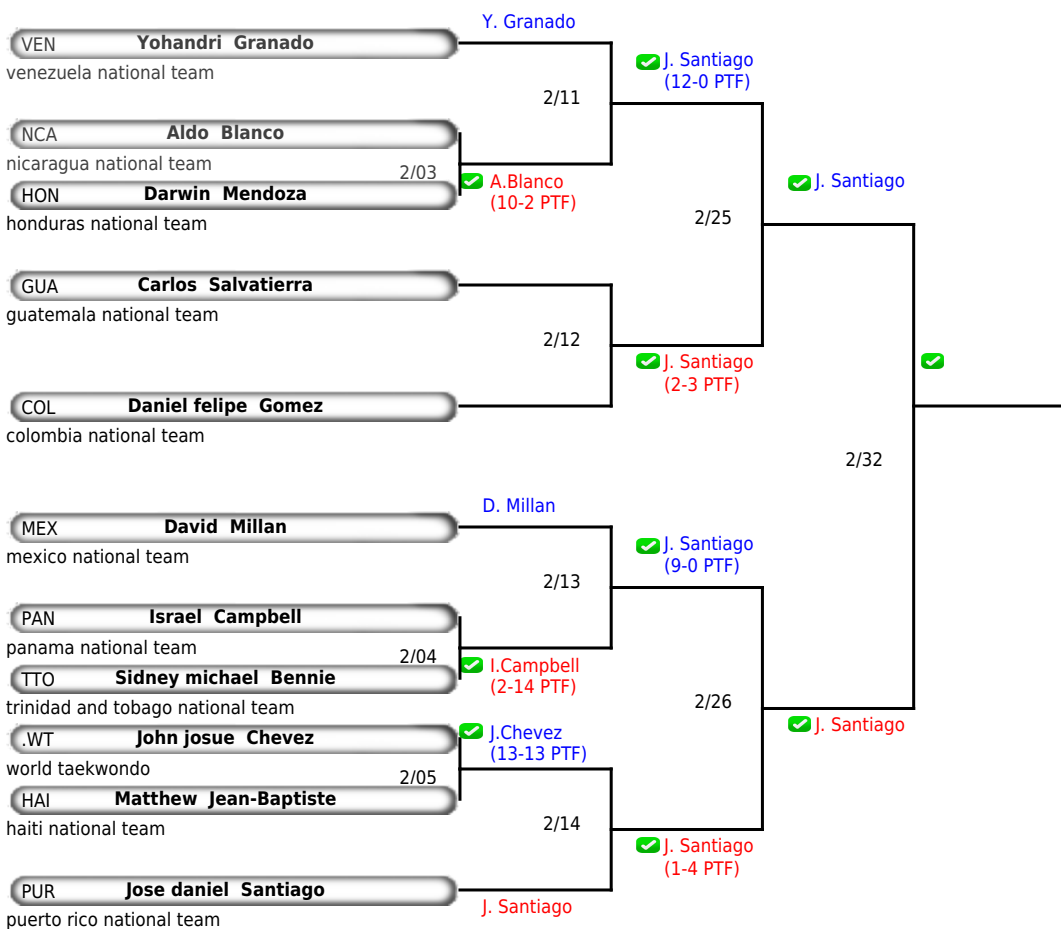 Y. Granado
VEN Yohandri Granado
venezuela national team
J. Santiago
(12-0 PTF)
2/11
NCA Aldo Blanco
nicaragua national team
2/03
A.Blanco
(10-2 PTF)
HON Darwin Mendoza
honduras national team
J. Santiago
2/25
GUA Carlos Salvatierra
guatemala national team
2/12
J. Santiago
(2-3 PTF)
COL Daniel felipe Gomez
colombia national team
2/32
D. Millan
MEX David Millan
mexico national team
J. Santiago
(9-0 PTF)
2/13
PAN Israel Campbell
panama national team
2/04
I.Campbell
(2-14 PTF)
TTO Sidney michael Bennie
trinidad and tobago national team
2/26
J. Santiago
.WT John josue Chevez
world taekwondo
J.Chevez
(13-13 PTF)
2/05
HAI Matthew Jean-Baptiste
haiti national team
2/14
J. Santiago
(1-4 PTF)
PUR Jose daniel Santiago
puerto rico national team
J. Santiago